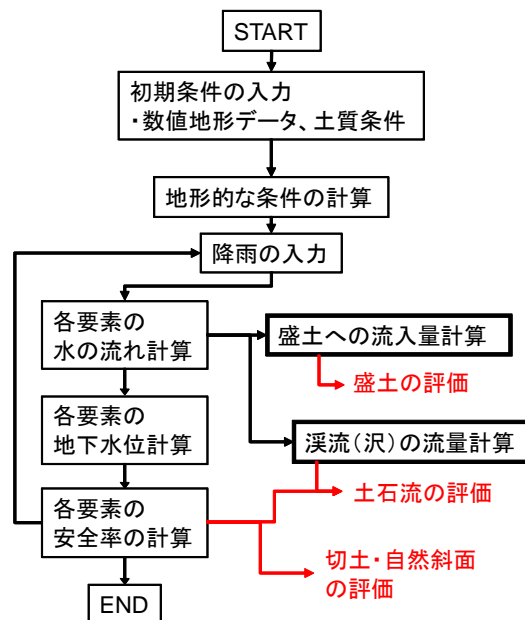 START
初期条件の入力
・数値地形データ、土質条件
地形的な条件の計算
降雨の入力
各要素の
水の流れ計算
盛土への流入量計算
盛土の評価
各要素の
地下水位計算
渓流(沢)の流量計算
土石流の評価
各要素の
安全率の計算
切土・自然斜面
の評価
END